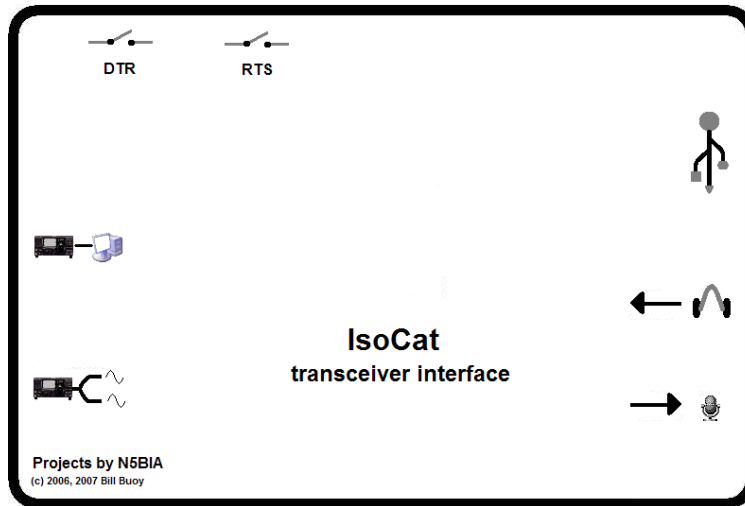 DTR RTS
IsoCat
transceiver interface
Projects by N5BIA
(c) 2006, 2007 Bill Buoy